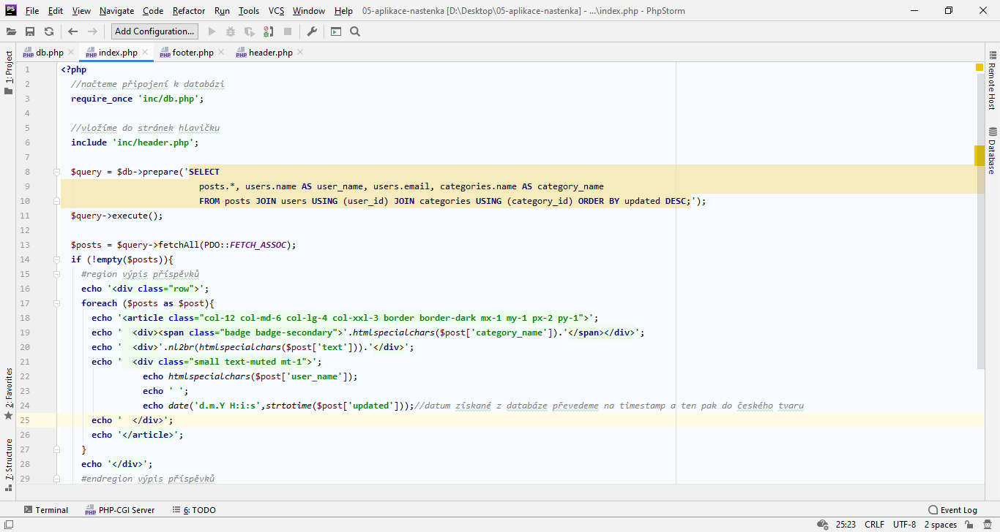 PS File Edit View Navigate Code Refactor Run Tools VCS Window Help 05-aplikace-nastenka [D:\Desktop\05-aplikace-nastenka] - ...\index.php - PhpStorm
Add Configuration...
db.php index.php footer.php header.php
1: Project
2: Favorites
7: Structure
1 <?php
2 //načteme připojení k databázi
3 require_once 'inc/db.php';
4
5 //vložíme do stránek hlavičku
6 include 'inc/header.php';
7
8 $query = $db->prepare('SELECT
9 posts.*, users.name AS user_name, users.email, categories.name AS category_name
10 FROM posts JOIN users USING (user_id) JOIN categories USING (category_id) ORDER BY updated DESC;');
11 $query->execute();
12
13 $posts = $query->fetchAll(PDO::FETCH_ASSOC);
14 if (!empty($posts)){
15 #region výpis příspěvků
16 echo '<div class="row">';
17 foreach ($posts as $post){
18 echo '<article class="col-12 col-md-6 col-lg-4 col-xxl-3 border border-dark mx-1 my-1 px-2 py-1">';
19 echo '  <div><span class="badge badge-secondary">'.htmlspecialchars($post['category_name']).'</span></div>';
20 echo '  <div>'.nl2br(htmlspecialchars($post['text'])).'</div>';
21 echo '  <div class="small text-muted mt-1">';
22 echo htmlspecialchars($post['user_name']);
23 echo ' ';
24 echo date('d.m.Y H:i:s',strtotime($post['updated']));//datum získané z databáze převedeme na timestamp a ten pak do českého tvaru
25 echo '  </div>';
26 echo '</article>';
27 }
28 echo '</div>';
29 #endregion výpis příspěvků
Remote Host
Database
Terminal PHP-CGI Server 6: TODO Event Log
25:23 CRLF UTF-8 2 spaces